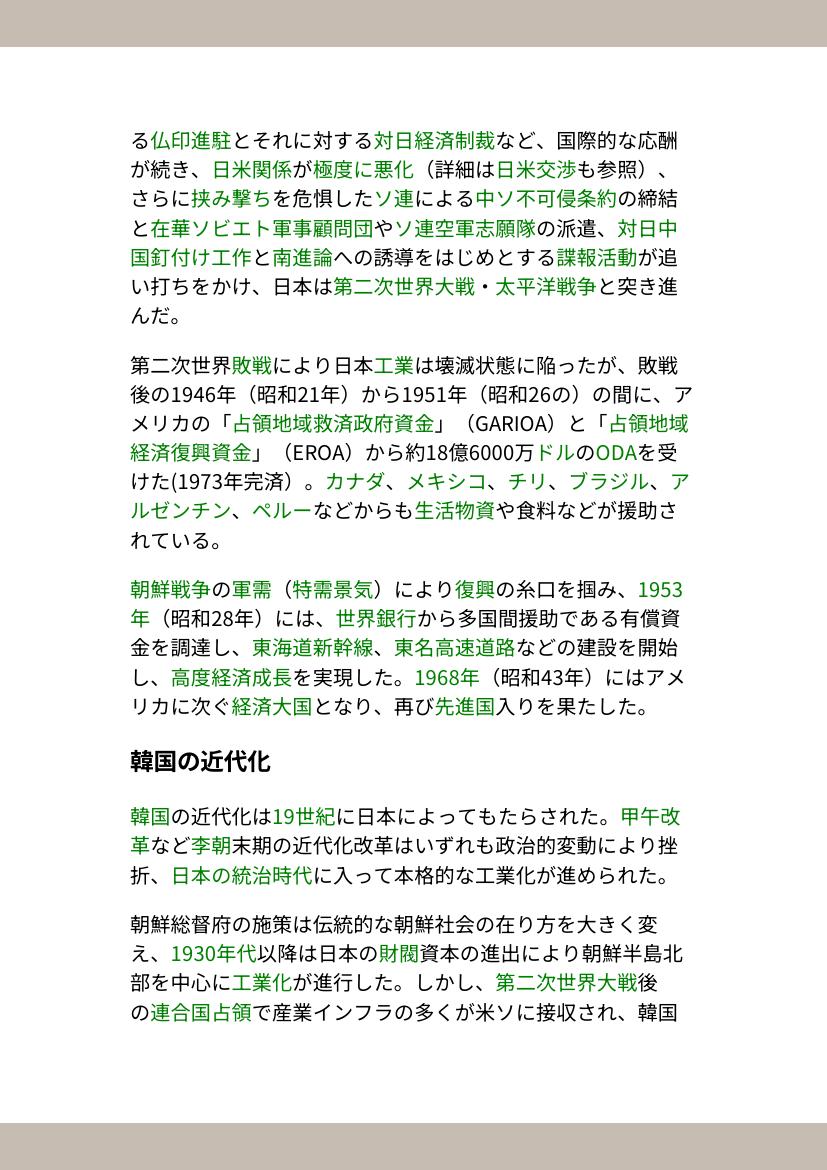 る仏印進駐とそれに対する対日経済制裁など、国際的な応酬
が続き、日米関係が極度に悪化（詳細は日米交渉も参照）、
さらに挟み撃ちを危惧したソ連による中ソ不可侵条約の締結
と在華ソビエト軍事顧問団やソ連空軍志願隊の派遣、対日中
国釘付け工作と南進論への誘導をはじめとする諜報活動が追
い打ちをかけ、日本は第二次世界大戦・太平洋戦争と突き進
んだ。
第二次世界敗戦により日本工業は壊滅状態に陥ったが、敗戦
後の1946年（昭和21年）から1951年（昭和26の）の間に、ア
メリカの「占領地域救済政府資金」（GARIOA）と「占領地域
経済復興資金」（EROA）から約18億6000万ドルのODAを受
けた(1973年完済）。カナダ、メキシコ、チリ、ブラジル、ア
ルゼンチン、ペルーなどからも生活物資や食料などが援助さ
れている。
朝鮮戦争の軍需（特需景気）により復興の糸口を掴み、1953
年（昭和28年）には、世界銀行から多国間援助である有償資
金を調達し、東海道新幹線、東名高速道路などの建設を開始
し、高度経済成長を実現した。1968年（昭和43年）にはアメ
リカに次ぐ経済大国となり、再び先進国入りを果たした。
韓国の近代化
韓国の近代化は19世紀に日本によってもたらされた。甲午改
革など李朝末期の近代化改革はいずれも政治的変動により挫
折、日本の統治時代に入って本格的な工業化が進められた。
朝鮮総督府の施策は伝統的な朝鮮社会の在り方を大きく変
え、1930年代以降は日本の財閥資本の進出により朝鮮半島北
部を中心に工業化が進行した。しかし、第二次世界大戦後
の連合国占領で産業インフラの多くが米ソに接収され、韓国